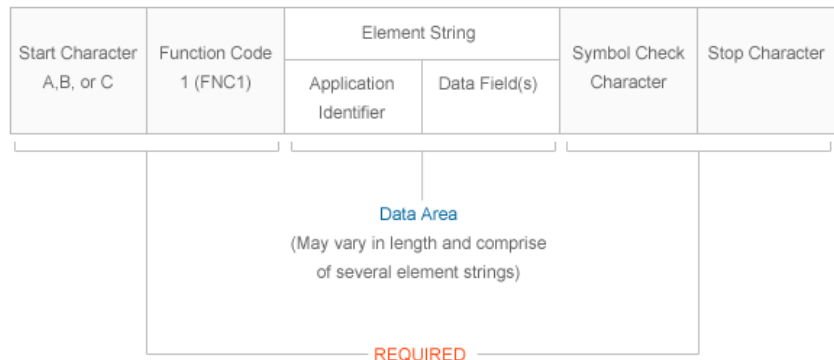 Start Character
A,B, or C
Function Code
1 (FNC1)
Element String
Application
Identifier
Data Field(s)
Symbol Check
Character
Stop Character
Data Area
(May vary in length and comprise
of several element strings)
REQUIRED